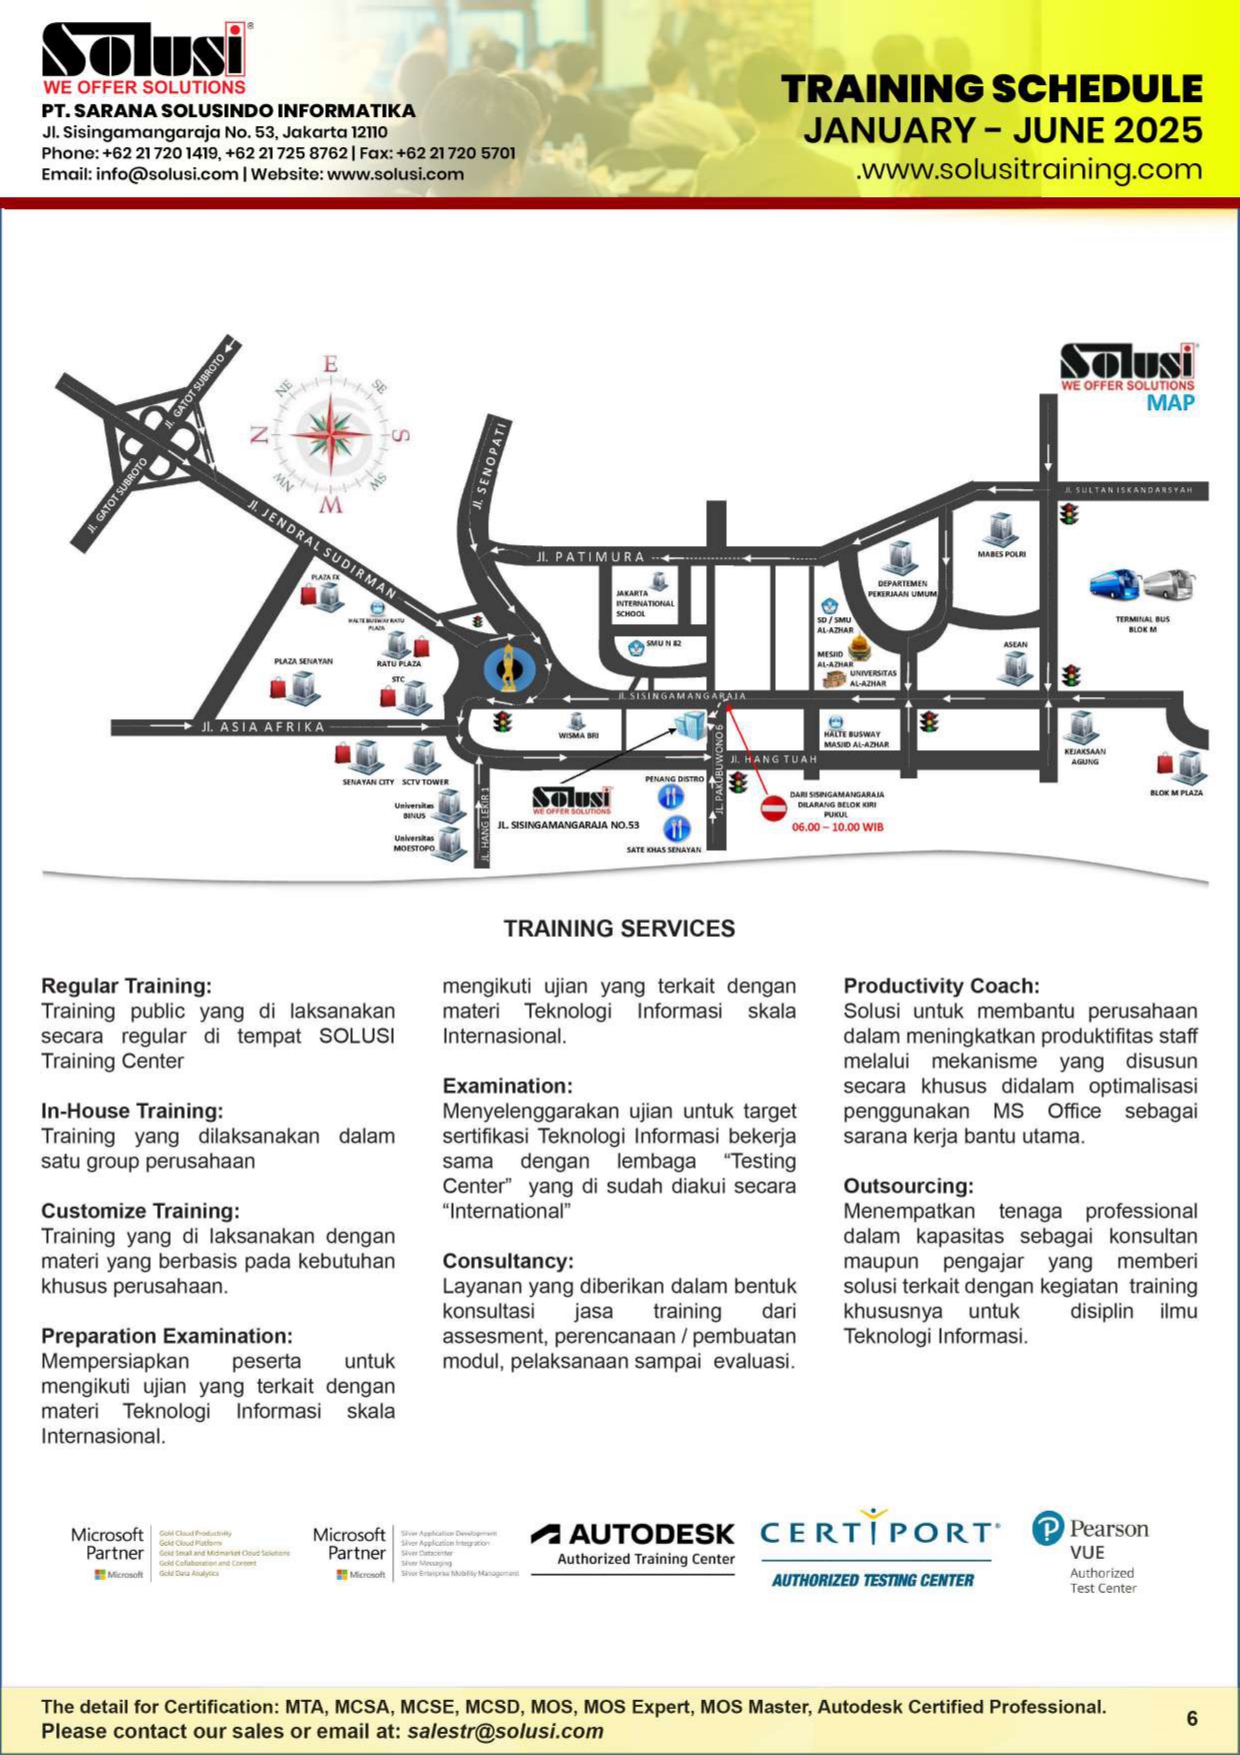 Solusi®
WE OFFER SOLUTIONS
PT. SARANA SOLUSINDO INFORMATIKA
Jl. Sisingamangaraja No. 53, Jakarta 12110
Phone: +62 21 720 1419, +62 21 725 8762 | Fax: +62 21 720 5701
Email: info@solusi.com | Website: www.solusi.com
TRAINING SCHEDULE
JANUARY - JUNE 2025
.www.solusitraining.com
Solusi
WE OFFER SOLUTIONS
MAP
JL. GATOT SUBROTO
JL. GATOT SUBROTO
N
NE
E
SE
S
SW
W
NW
Jl. JENDRAL SUDIRMAN
Jl. SENOPATI
Jl. PATIMURA
Jl. SULTAN ISKANDARSYAH
MABES POLRI
DEPARTEMEN
PEKERJAAN UMUM
TERMINAL BUS
BLOK M
JAKARTA
INTERNATIONAL
SCHOOL
SMU N 82
SD / SMU
AL-AZHAR
MESJID
AL-AZHAR
UNIVERSITAS
AL-AZHAR
ASEAN
PLAZA FX
HALTE BUSWAY RATU
PLAZA
RATU PLAZA
PLAZA SENAYAN
STC
Jl. SISINGAMANGARAJA
Jl. ASIA AFRIKA
WISMA BRI
HALTE BUSWAY
MASJID AL-AZHAR
KEJAKSAAN
AGUNG
BLOK M PLAZA
Jl. HANG TUAH
JL. PAKUBUWONO 6
JL. HANG LEKIR 1
SENAYAN CITY
SCTV TOWER
Universitas
BINUS
Universitas
MOESTOPO
Solusi
WE OFFER SOLUTIONS
JL. SISINGAMANGARAJA NO.53
PENANG DISTRO
SATE KHAS SENAYAN
DARI SISINGAMANGARAJA
DILARANG BELOK KIRI
PUKUL
06.00 – 10.00 WIB
TRAINING SERVICES
Regular Training:
Training public yang di laksanakan
secara regular di tempat SOLUSI
Training Center
In-House Training:
Training yang dilaksanakan dalam
satu group perusahaan
Customize Training:
Training yang di laksanakan dengan
materi yang berbasis pada kebutuhan
khusus perusahaan.
Preparation Examination:
Mempersiapkan peserta untuk
mengikuti ujian yang terkait dengan
materi Teknologi Informasi skala
Internasional.
mengikuti ujian yang terkait dengan
materi Teknologi Informasi skala
Internasional.
Examination:
Menyelenggarakan ujian untuk target
sertifikasi Teknologi Informasi bekerja
sama dengan lembaga “Testing
Center” yang di sudah diakui secara
“International”
Consultancy:
Layanan yang diberikan dalam bentuk
konsultasi jasa training dari
assesment, perencanaan / pembuatan
modul, pelaksanaan sampai evaluasi.
Productivity Coach:
Solusi untuk membantu perusahaan
dalam meningkatkan produktifitas staff
melalui mekanisme yang disusun
secara khusus didalam optimalisasi
penggunakan MS Office sebagai
sarana kerja bantu utama.
Outsourcing:
Menempatkan tenaga professional
dalam kapasitas sebagai konsultan
maupun pengajar yang memberi
solusi terkait dengan kegiatan training
khususnya untuk disiplin ilmu
Teknologi Informasi.
Microsoft
Partner
Microsoft
Gold Cloud Productivity
Gold Cloud Platform
Gold Small and Midmarket Cloud Solutions
Gold Collaboration and Content
Gold Data Analytics
Microsoft
Partner
Microsoft
Silver Application Development
Silver Application Integration
Silver Datacenter
Silver Messaging
Silver Enterprise Mobility Management
AUTODESK
Authorized Training Center
CERTIPORT®
AUTHORIZED TESTING CENTER
Pearson
VUE
Authorized
Test Center
The detail for Certification: MTA, MCSA, MCSE, MCSD, MOS, MOS Expert, MOS Master, Autodesk Certified Professional.
Please contact our sales or email at: salestr@solusi.com
6